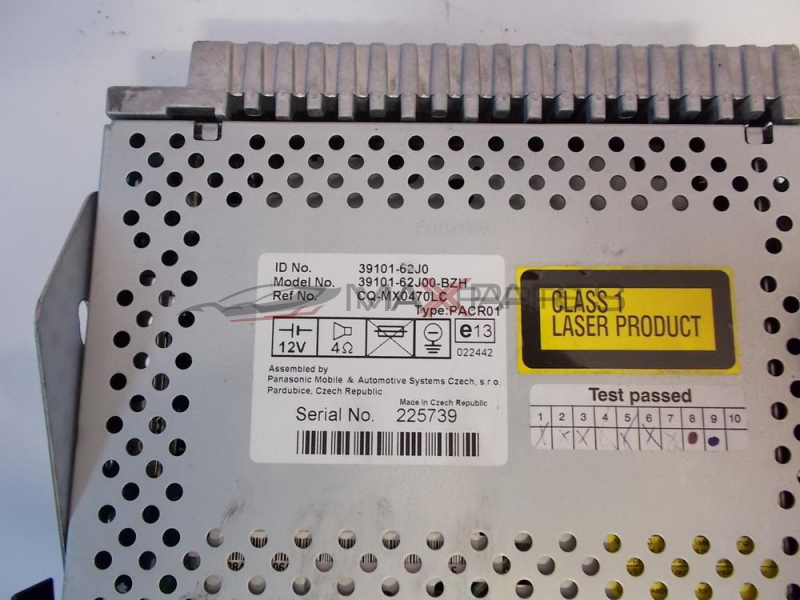 ID No. 39101-62J0
Model No. 39101-62J00-BZH
Ref No. CQ-MX0470LC
Type:PACR01
12V 4Ω e13
022442
Assembled by
Panasonic Mobile & Automotive Systems Czech, s.r.o.
Pardubice, Czech Republic
Made in Czech Republic
Serial No. 225739
CLASS 1
LASER PRODUCT
Test passed
1 2 3 4 5 6 7 8 9 10